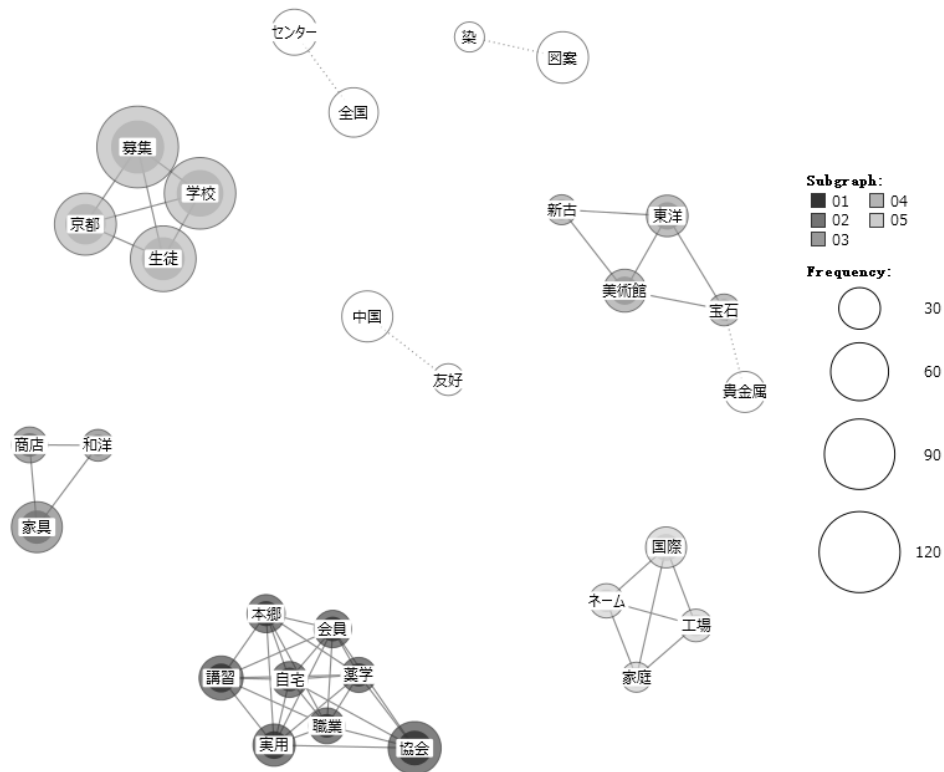 センター
染
図案
全国
募集
学校
京都
生徒
新古
東洋
美術館
宝石
貴金属
中国
友好
商店
和洋
家具
国際
ネーム
工場
家庭
本郷
会員
講習
自宅
薬学
職業
実用
協会
Subgraph:
01 04
02 05
03
Frequency:
30
60
90
120